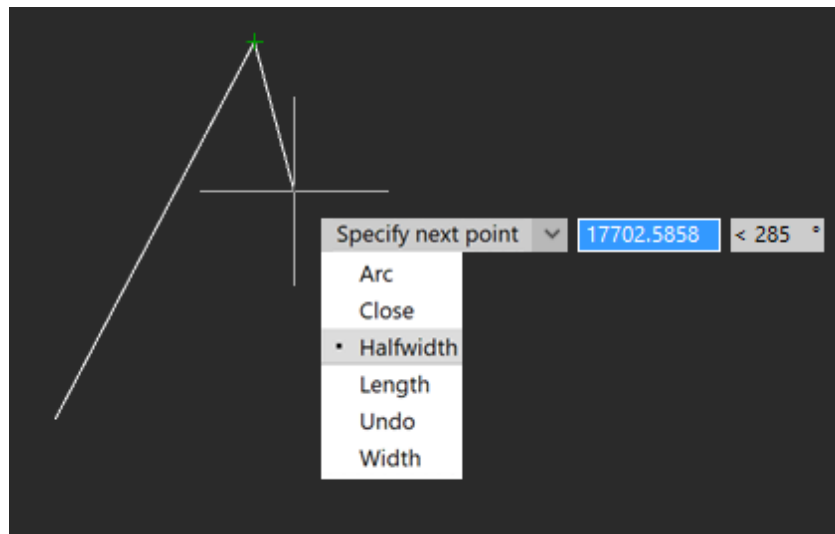 Specify next point 17702.5858 < 285 °
Arc
Close
Halfwidth
Length
Undo
Width